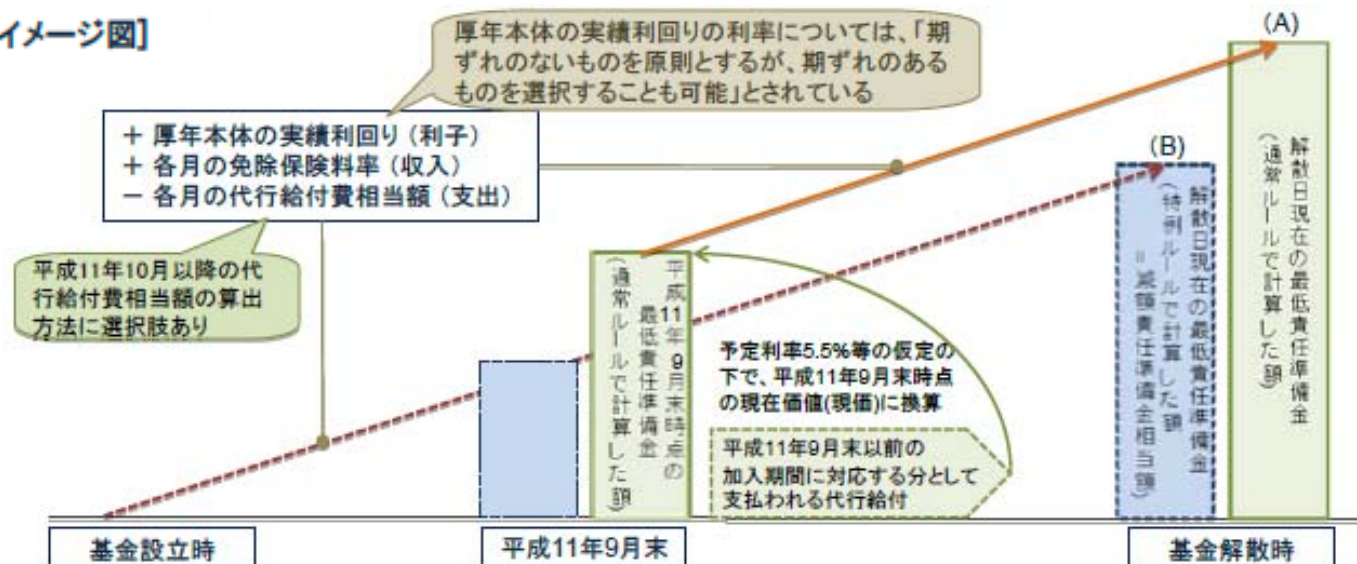 イメージ図]
厚年本体の実績利回りの利率については、「期
ずれのないものを原則とするが、期ずれのある
ものを選択することも可能」とされている
+ 厚年本体の実績利回り（利子）
+ 各月の免除保険料率（収入）
− 各月の代行給付費相当額（支出）
平成11年10月以降の代
行給付費相当額の算出
方法に選択肢あり
平成11年9月末時点の
最低責任準備金
（通常ルールで計算した額）
予定利率5.5%等の仮定の
下で、平成11年9月末時点
の現在価値(現価)に換算
平成11年9月末以前の
加入期間に対応する分として
支払われる代行給付
(B)
解散日現在の最低責任準備金
（特例ルールで計算した額
＝減額責任準備金相当額）
(A)
解散日現在の最低責任準備金
（通常ルールで計算した額）
基金設立時
平成11年9月末
基金解散時